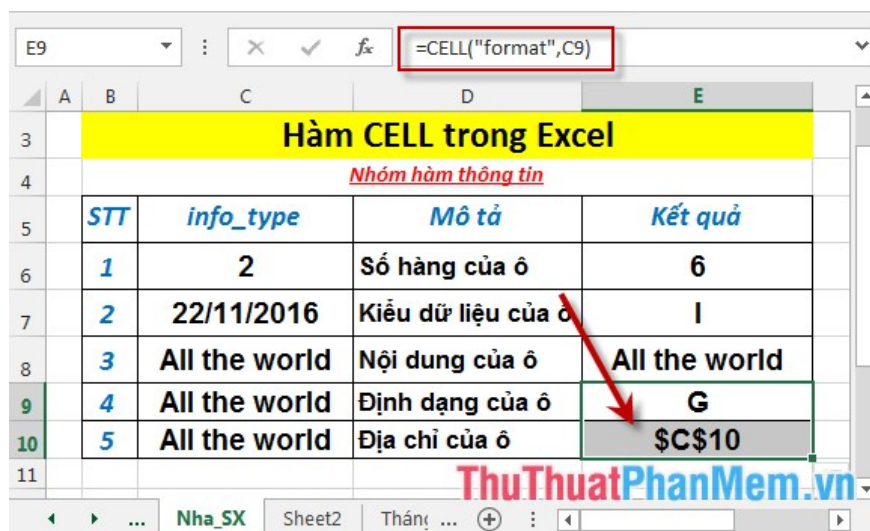 E9 fx =CELL("format",C9)
A B C D E
3 Hàm CELL trong Excel
4 Nhóm hàm thông tin
5 STT info_type Mô tả Kết quả
6 1 2 Số hàng của ô 6
7 2 22/11/2016 Kiểu dữ liệu của ô I
8 3 All the world Nội dung của ô All the world
9 4 All the world Định dạng của ô G
10 5 All the world Địa chỉ của ô $C$10
11
ThuThuatPhanMem.vn
... Nha_SX Sheet2 Tháng ...